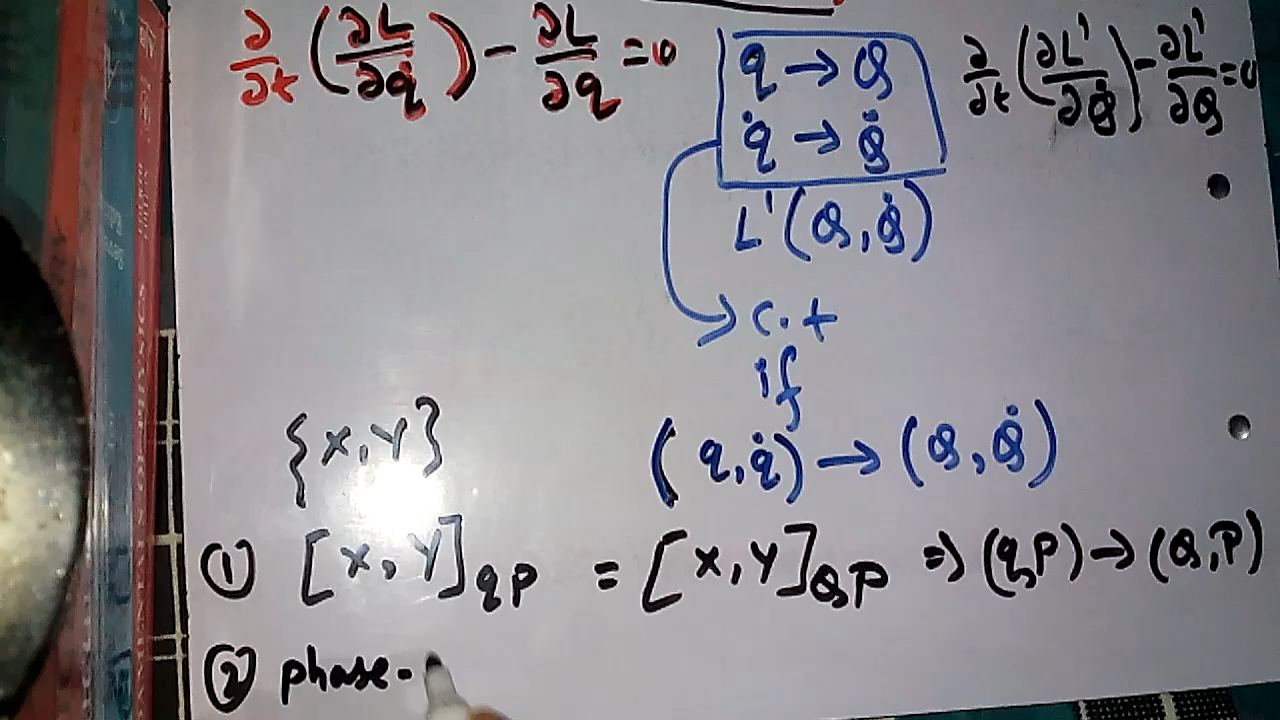 ∂/∂t (∂L/∂q̇) - ∂L/∂q = 0
q → Q
q̇ → Q̇
∂/∂t (∂L'/∂Q̇) - ∂L'/∂Q = 0
L'(Q, Q̇)
→ C.t
if
{X, Y}
(q, q̇) → (Q, Q̇)
① [X, Y]qp = [X, Y]QP ⇒ (q, P) → (Q, P)
② phase-